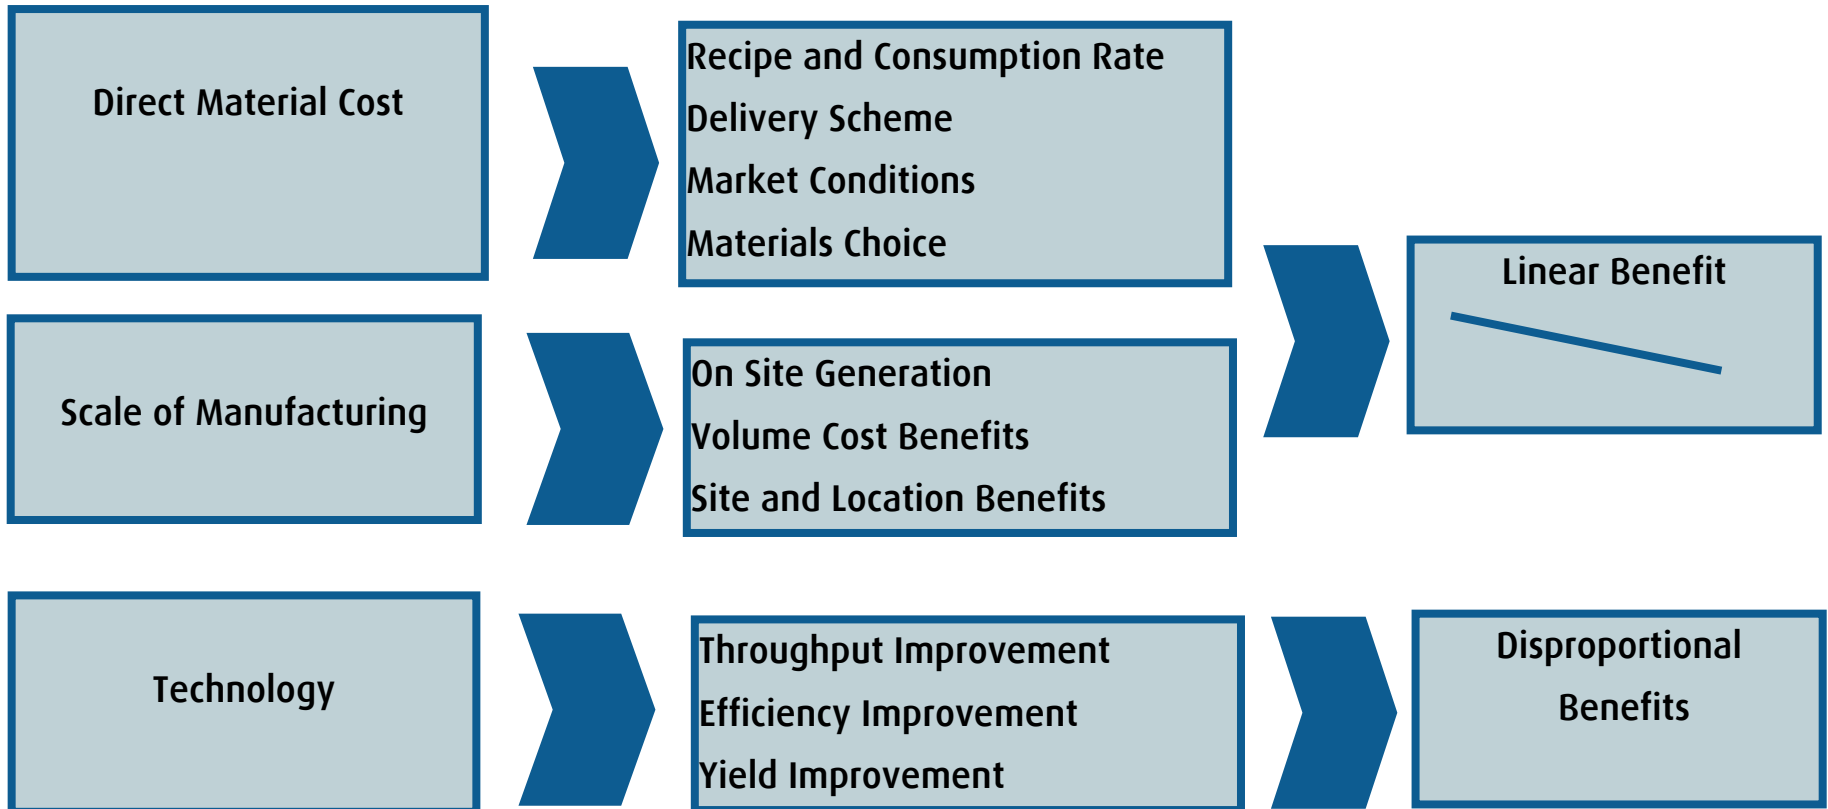 Direct Material Cost
Recipe and Consumption Rate
Delivery Scheme
Market Conditions
Materials Choice
Linear Benefit
Scale of Manufacturing
On Site Generation
Volume Cost Benefits
Site and Location Benefits
Technology
Throughput Improvement
Efficiency Improvement
Yield Improvement
Disproportional
Benefits